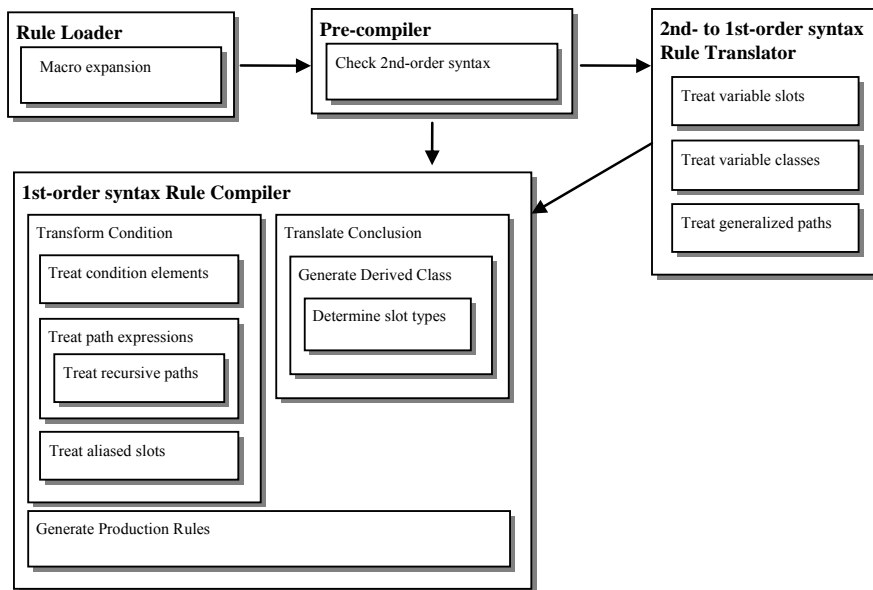 Rule Loader
Macro expansion
Pre-compiler
Check 2nd-order syntax
2nd- to 1st-order syntax
Rule Translator
Treat variable slots
Treat variable classes
Treat generalized paths
1st-order syntax Rule Compiler
Transform Condition
Treat condition elements
Treat path expressions
Treat recursive paths
Treat aliased slots
Translate Conclusion
Generate Derived Class
Determine slot types
Generate Production Rules